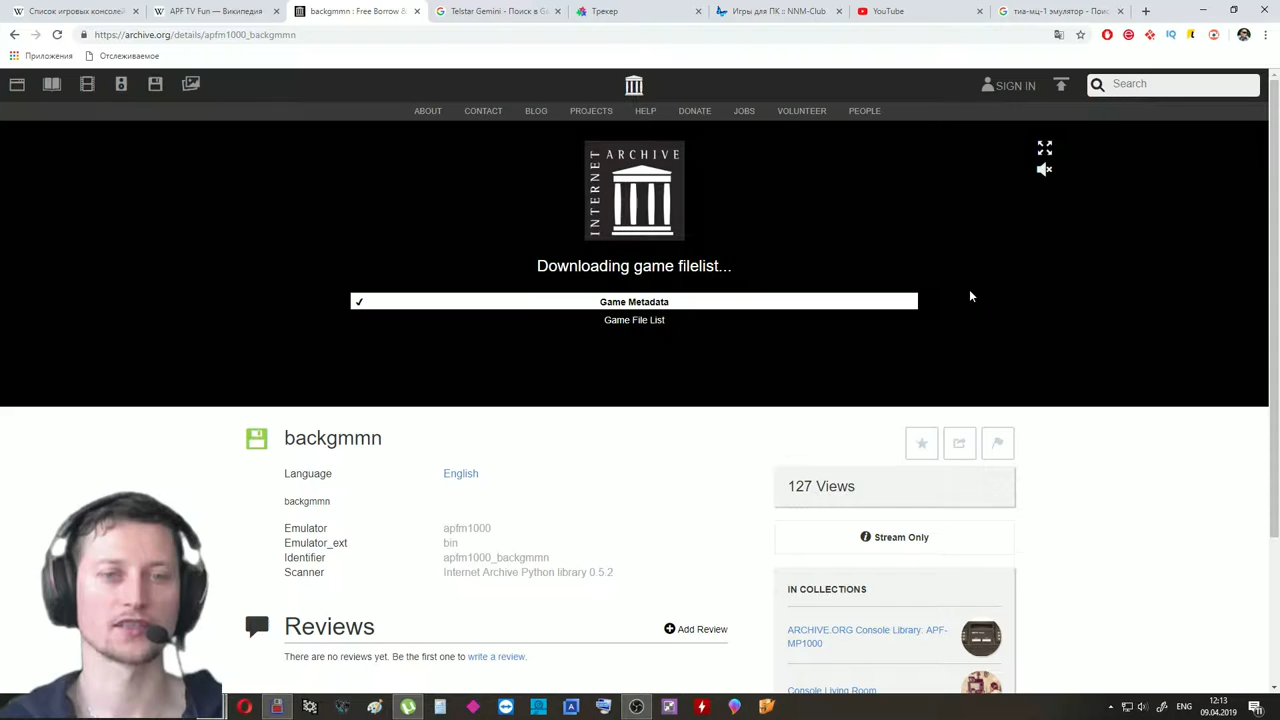 Список игровых консолей
APF TV Fun — Википедия
backgmmn : Free Borrow &
Telstar Gemini - Поиск в G
Трекер
Игры для ПК :: NNM-Club
YouTube
тиа-мц-1 эмулятор - Поис
https://archive.org/details/apfm1000_backgmmn
Приложения
Отслеживаемое
SIGN IN
Search
ABOUT
CONTACT
BLOG
PROJECTS
HELP
DONATE
JOBS
VOLUNTEER
PEOPLE
INTERNET
ARCHIVE
Downloading game filelist...
✓ Game Metadata
Game File List
backgmmn
Language English
backgmmn
Emulator apfm1000
Emulator_ext bin
Identifier apfm1000_backgmmn
Scanner Internet Archive Python library 0.5.2
Reviews
Add Review
There are no reviews yet. Be the first one to write a review.
127 Views
Stream Only
IN COLLECTIONS
ARCHIVE.ORG Console Library: APF-
MP1000
Console Living Room
ENG
12:13
09.04.2019